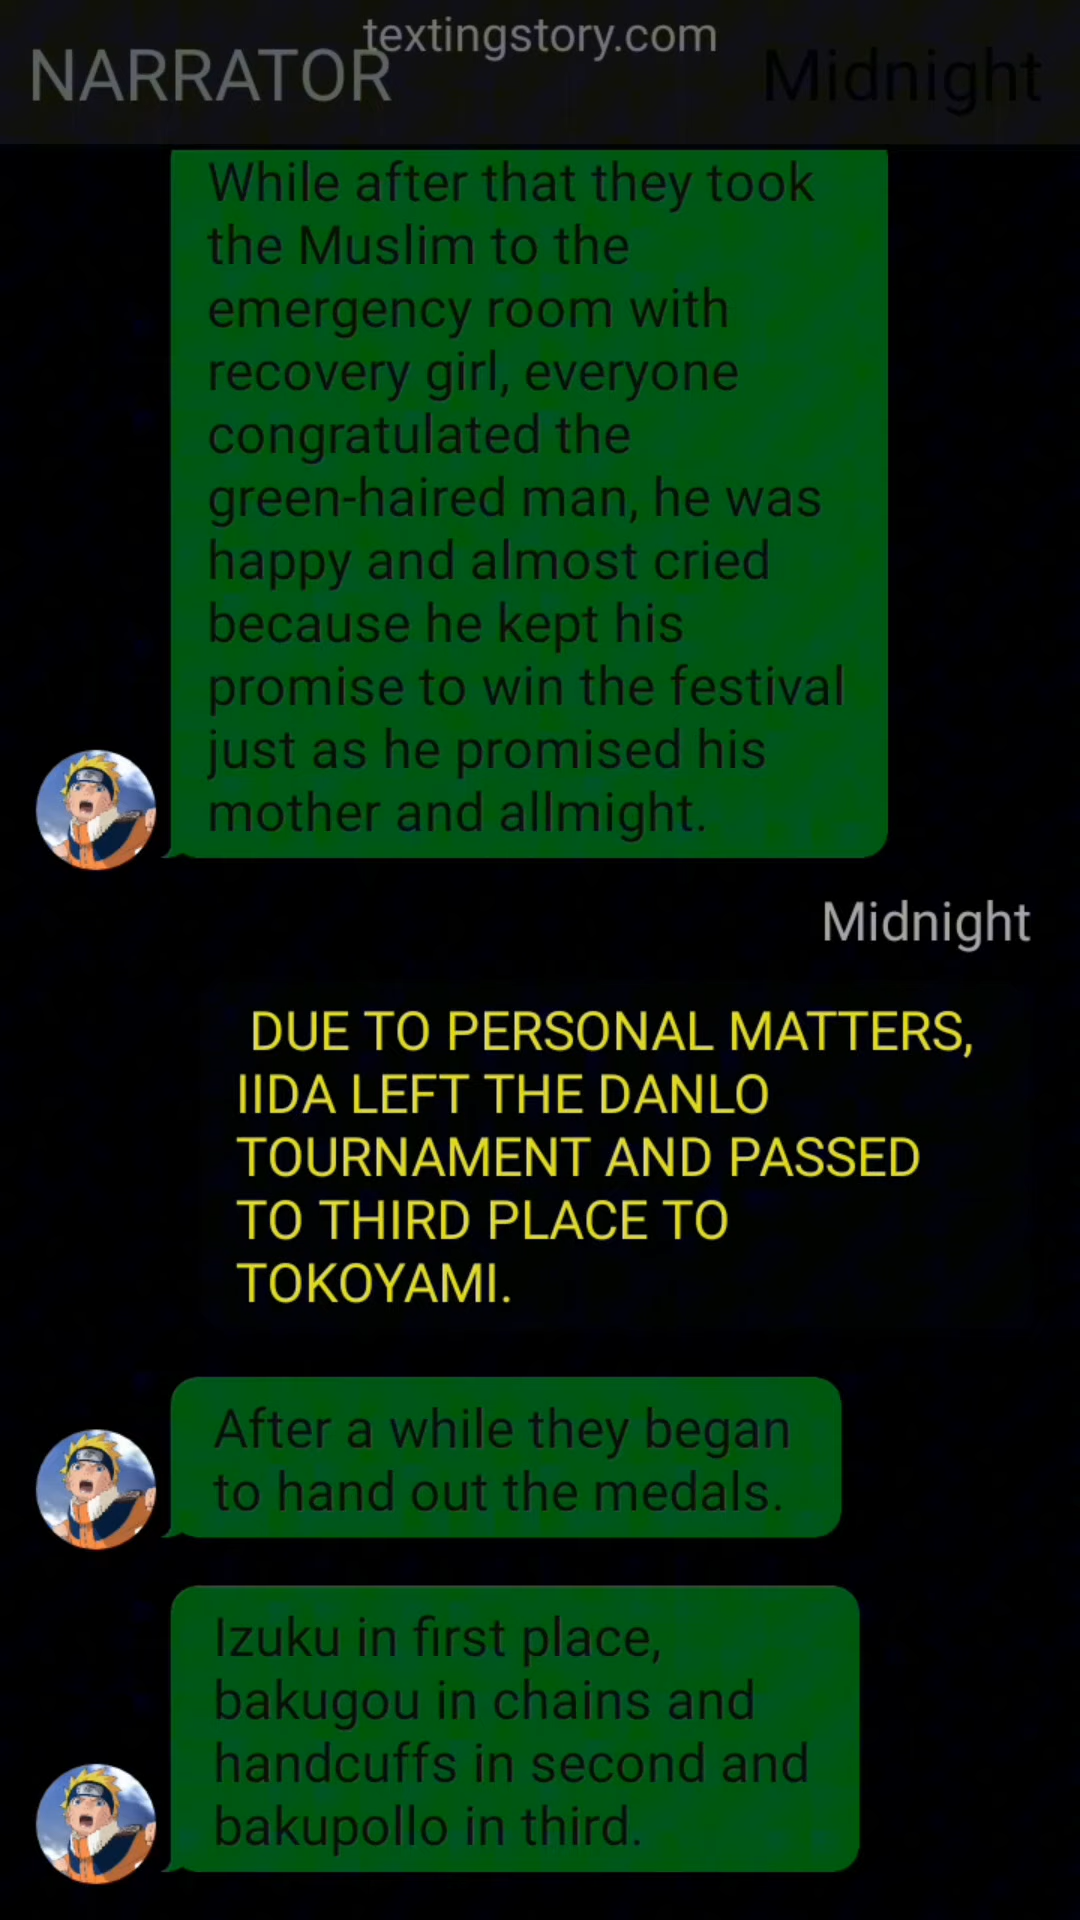 textingstory.com
NARRATOR
Midnight
While after that they took
the Muslim to the
emergency room with
recovery girl, everyone
congratulated the
green-haired man, he was
happy and almost cried
because he kept his
promise to win the festival
just as he promised his
mother and allmight.
Midnight
DUE TO PERSONAL MATTERS,
IIDA LEFT THE DANLO
TOURNAMENT AND PASSED
TO THIRD PLACE TO
TOKOYAMI.
After a while they began
to hand out the medals.
Izuku in first place,
bakugou in chains and
handcuffs in second and
bakupollo in third.